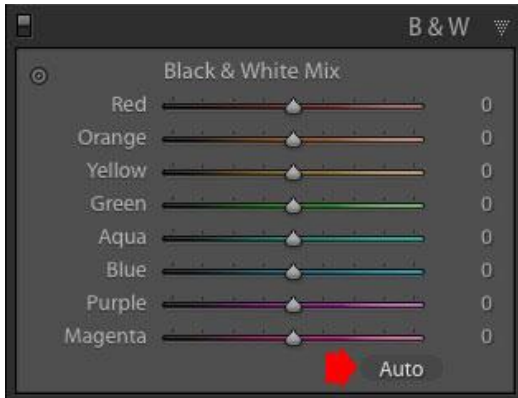 B & W
Black & White Mix
Red 0
Orange 0
Yellow 0
Green 0
Aqua 0
Blue 0
Purple 0
Magenta 0
Auto